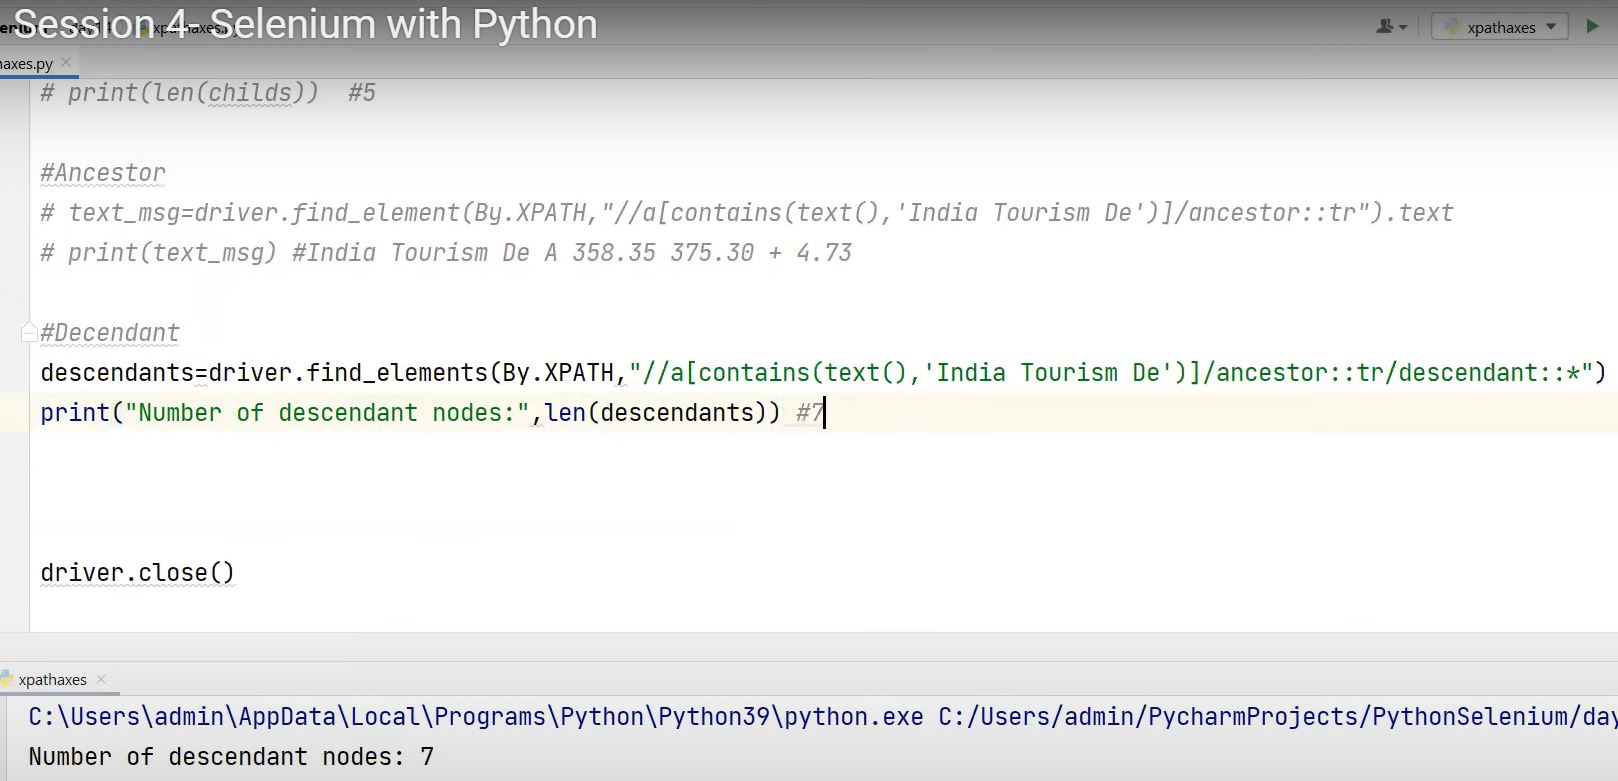 Session 4- Selenium with Python
xpathaxes
axes.py
# print(len(childs))  #5
#Ancestor
# text_msg=driver.find_element(By.XPATH,"//a[contains(text(),'India Tourism De')]/ancestor::tr").text
# print(text_msg) #India Tourism De A 358.35 375.30 + 4.73
#Decendant
descendants=driver.find_elements(By.XPATH,"//a[contains(text(),'India Tourism De')]/ancestor::tr/descendant::*")
print("Number of descendant nodes:",len(descendants)) #7
driver.close()
xpathaxes
C:\Users\admin\AppData\Local\Programs\Python\Python39\python.exe C:/Users/admin/PycharmProjects/PythonSelenium/day
Number of descendant nodes: 7